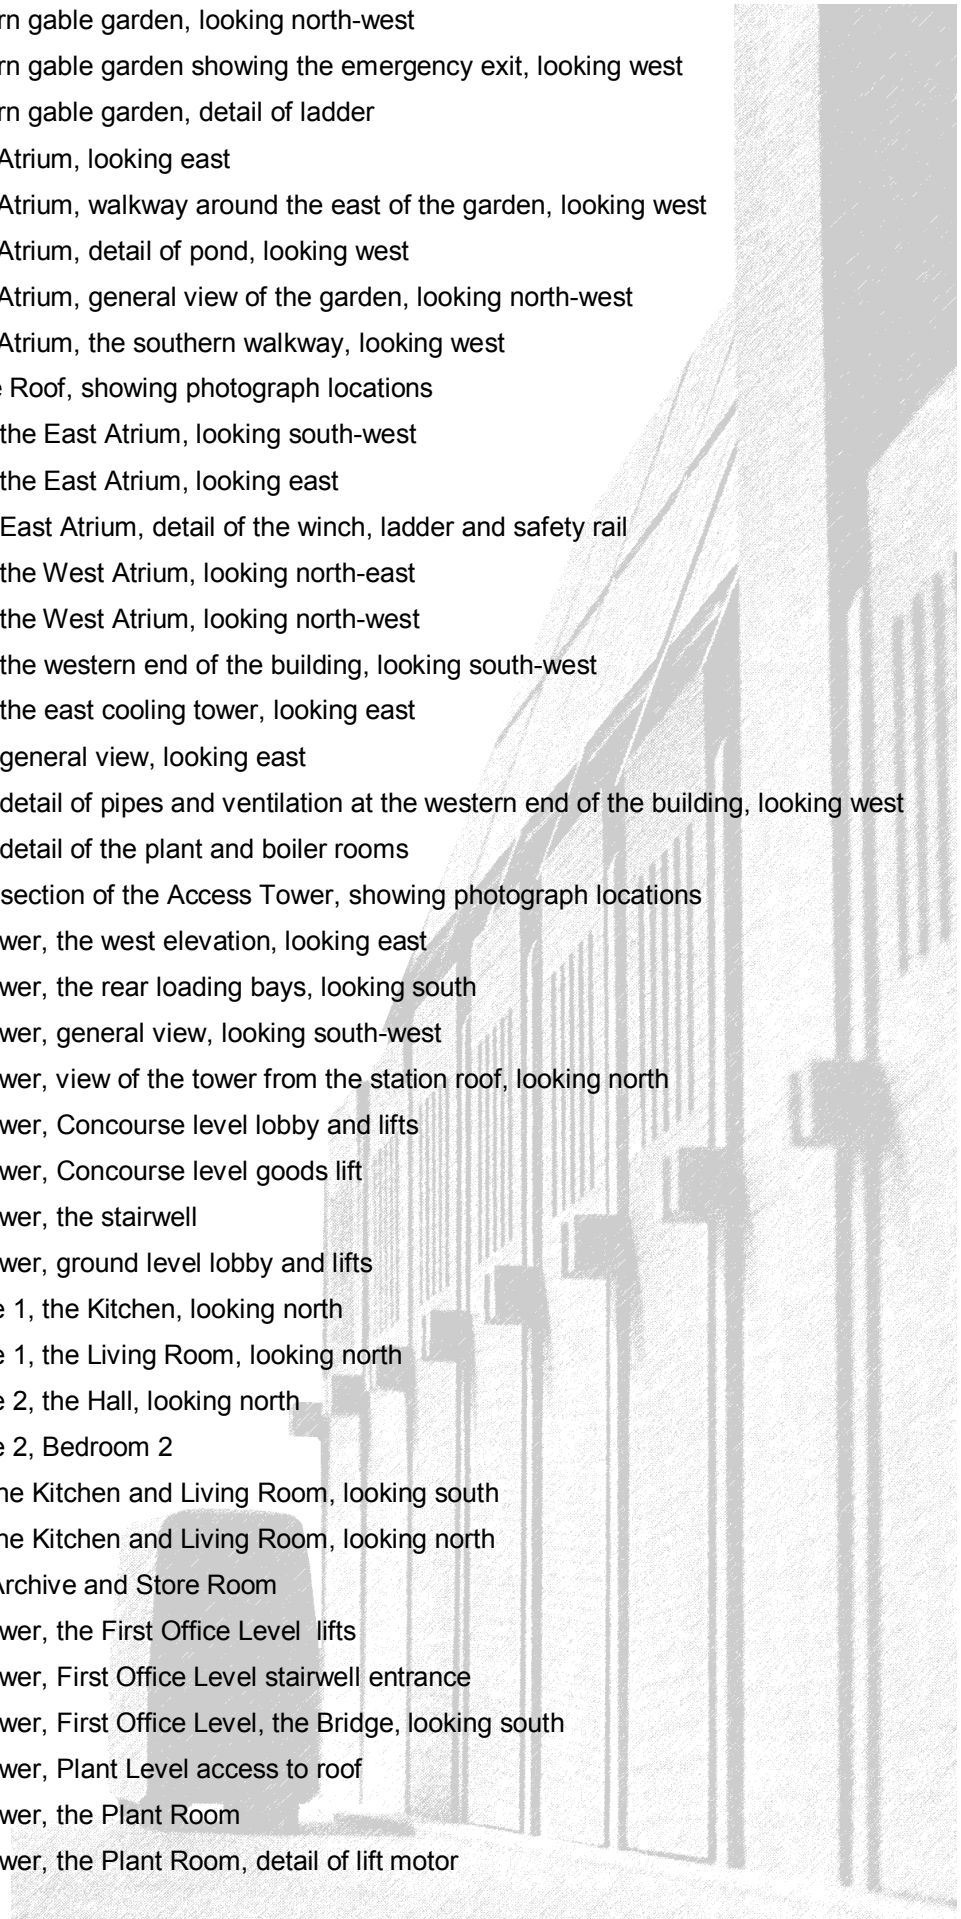 rn gable garden, looking north-west
rn gable garden showing the emergency exit, looking west
rn gable garden, detail of ladder
Atrium, looking east
Atrium, walkway around the east of the garden, looking west
Atrium, detail of pond, looking west
Atrium, general view of the garden, looking north-west
Atrium, the southern walkway, looking west
e Roof, showing photograph locations
the East Atrium, looking south-west
the East Atrium, looking east
East Atrium, detail of the winch, ladder and safety rail
the West Atrium, looking north-east
the West Atrium, looking north-west
the western end of the building, looking south-west
the east cooling tower, looking east
general view, looking east
detail of pipes and ventilation at the western end of the building, looking west
detail of the plant and boiler rooms
section of the Access Tower, showing photograph locations
wer, the west elevation, looking east
wer, the rear loading bays, looking south
wer, general view, looking south-west
wer, view of the tower from the station roof, looking north
wer, Concourse level lobby and lifts
wer, Concourse level goods lift
wer, the stairwell
wer, ground level lobby and lifts
e 1, the Kitchen, looking north
e 1, the Living Room, looking north
e 2, the Hall, looking north
e 2, Bedroom 2
he Kitchen and Living Room, looking south
he Kitchen and Living Room, looking north
Archive and Store Room
wer, the First Office Level lifts
wer, First Office Level stairwell entrance
wer, First Office Level, the Bridge, looking south
wer, Plant Level access to roof
wer, the Plant Room
wer, the Plant Room, detail of lift motor